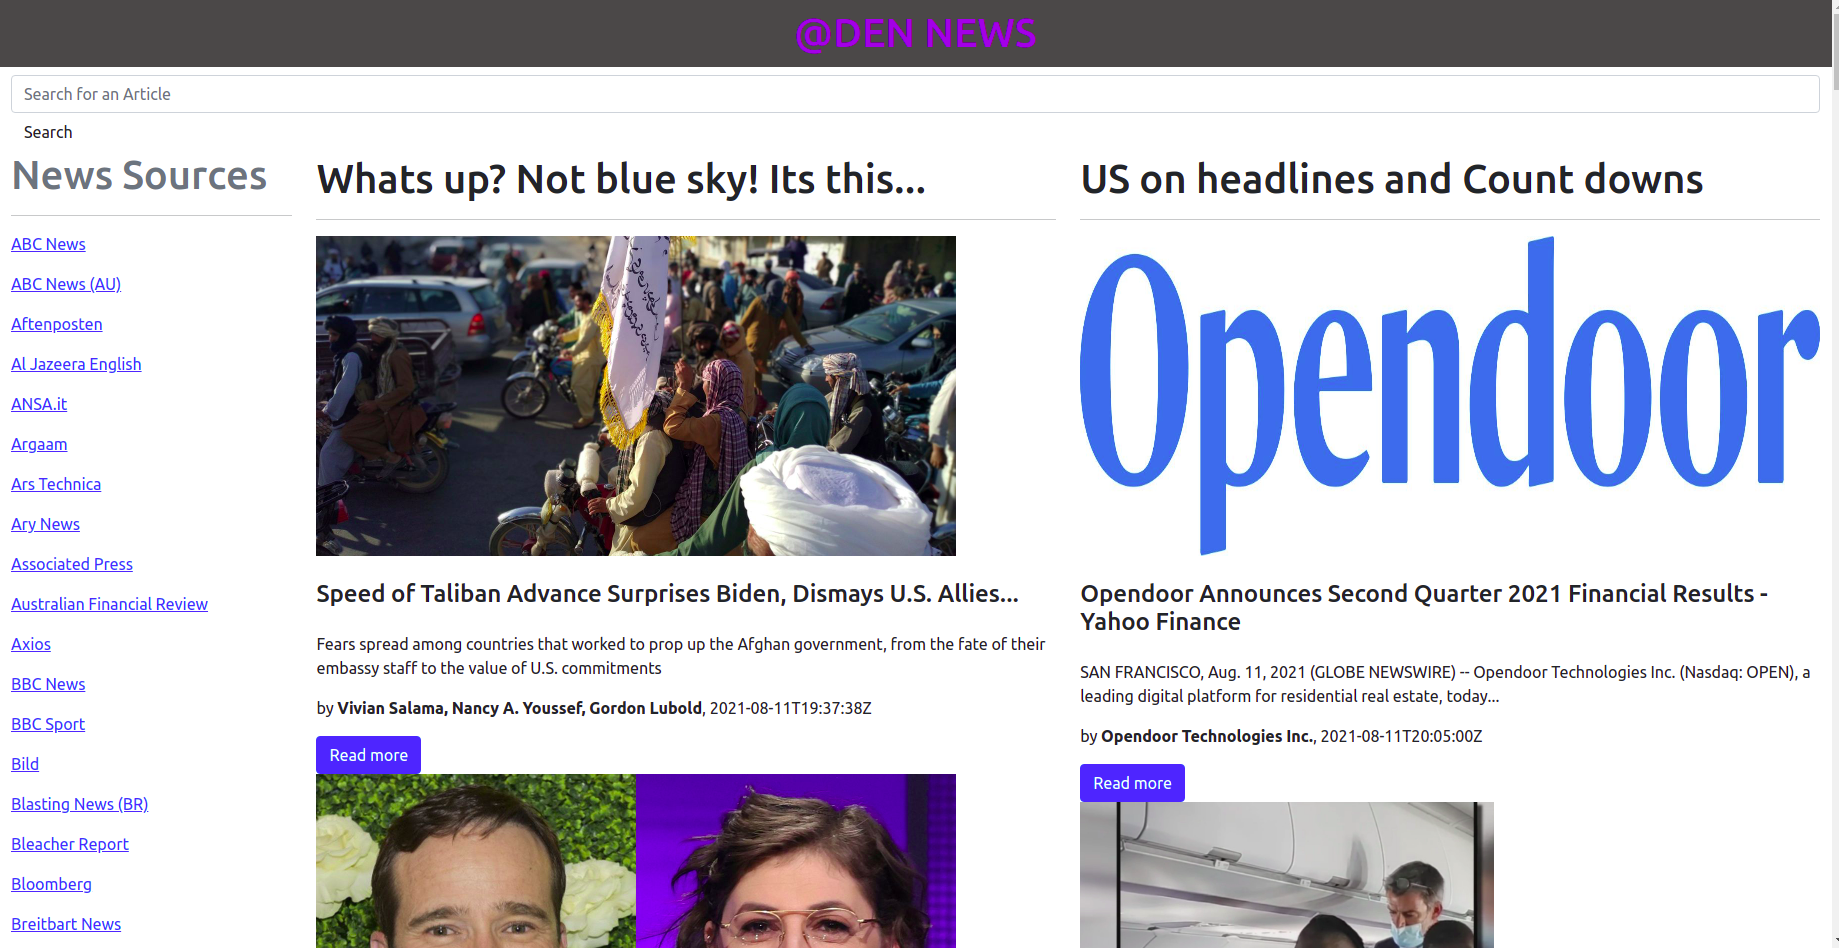 @DEN NEWS
Search for an Article
Search
News Sources
ABC News
ABC News (AU)
Aftenposten
Al Jazeera English
ANSA.it
Argaam
Ars Technica
Ary News
Associated Press
Australian Financial Review
Axios
BBC News
BBC Sport
Bild
Blasting News (BR)
Bleacher Report
Bloomberg
Breitbart News
Whats up? Not blue sky! Its this...
Speed of Taliban Advance Surprises Biden, Dismays U.S. Allies...
Fears spread among countries that worked to prop up the Afghan government, from the fate of their
embassy staff to the value of U.S. commitments
by Vivian Salama, Nancy A. Youssef, Gordon Lubold, 2021-08-11T19:37:38Z
Read more
US on headlines and Count downs
Opendoor
Opendoor Announces Second Quarter 2021 Financial Results -
Yahoo Finance
SAN FRANCISCO, Aug. 11, 2021 (GLOBE NEWSWIRE) -- Opendoor Technologies Inc. (Nasdaq: OPEN), a
leading digital platform for residential real estate, today...
by Opendoor Technologies Inc., 2021-08-11T20:05:00Z
Read more